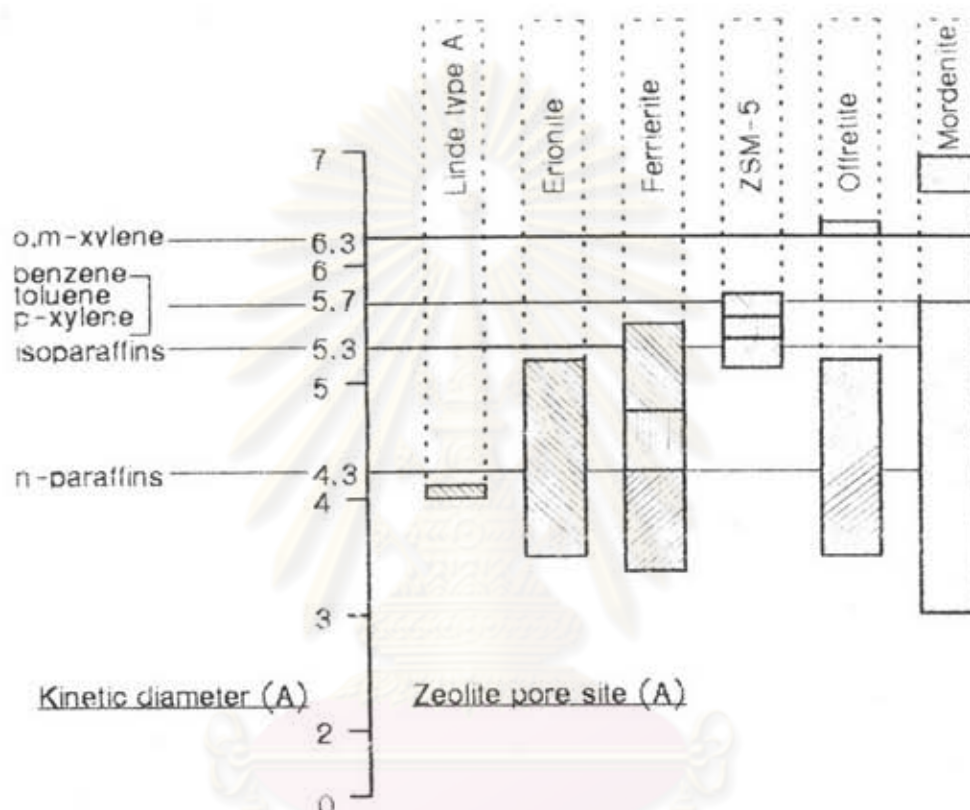 Linde type A
Erionite
Ferrierite
ZSM-5
Offretite
Mordenite
7
o,m-xylene 6.3
6
benzene
toluene 5.7
p-xylene
isoparaffins 5.3
5
n-paraffins 4.3
4
3
Kinetic diameter (A) Zeolite pore site (A)
2
0